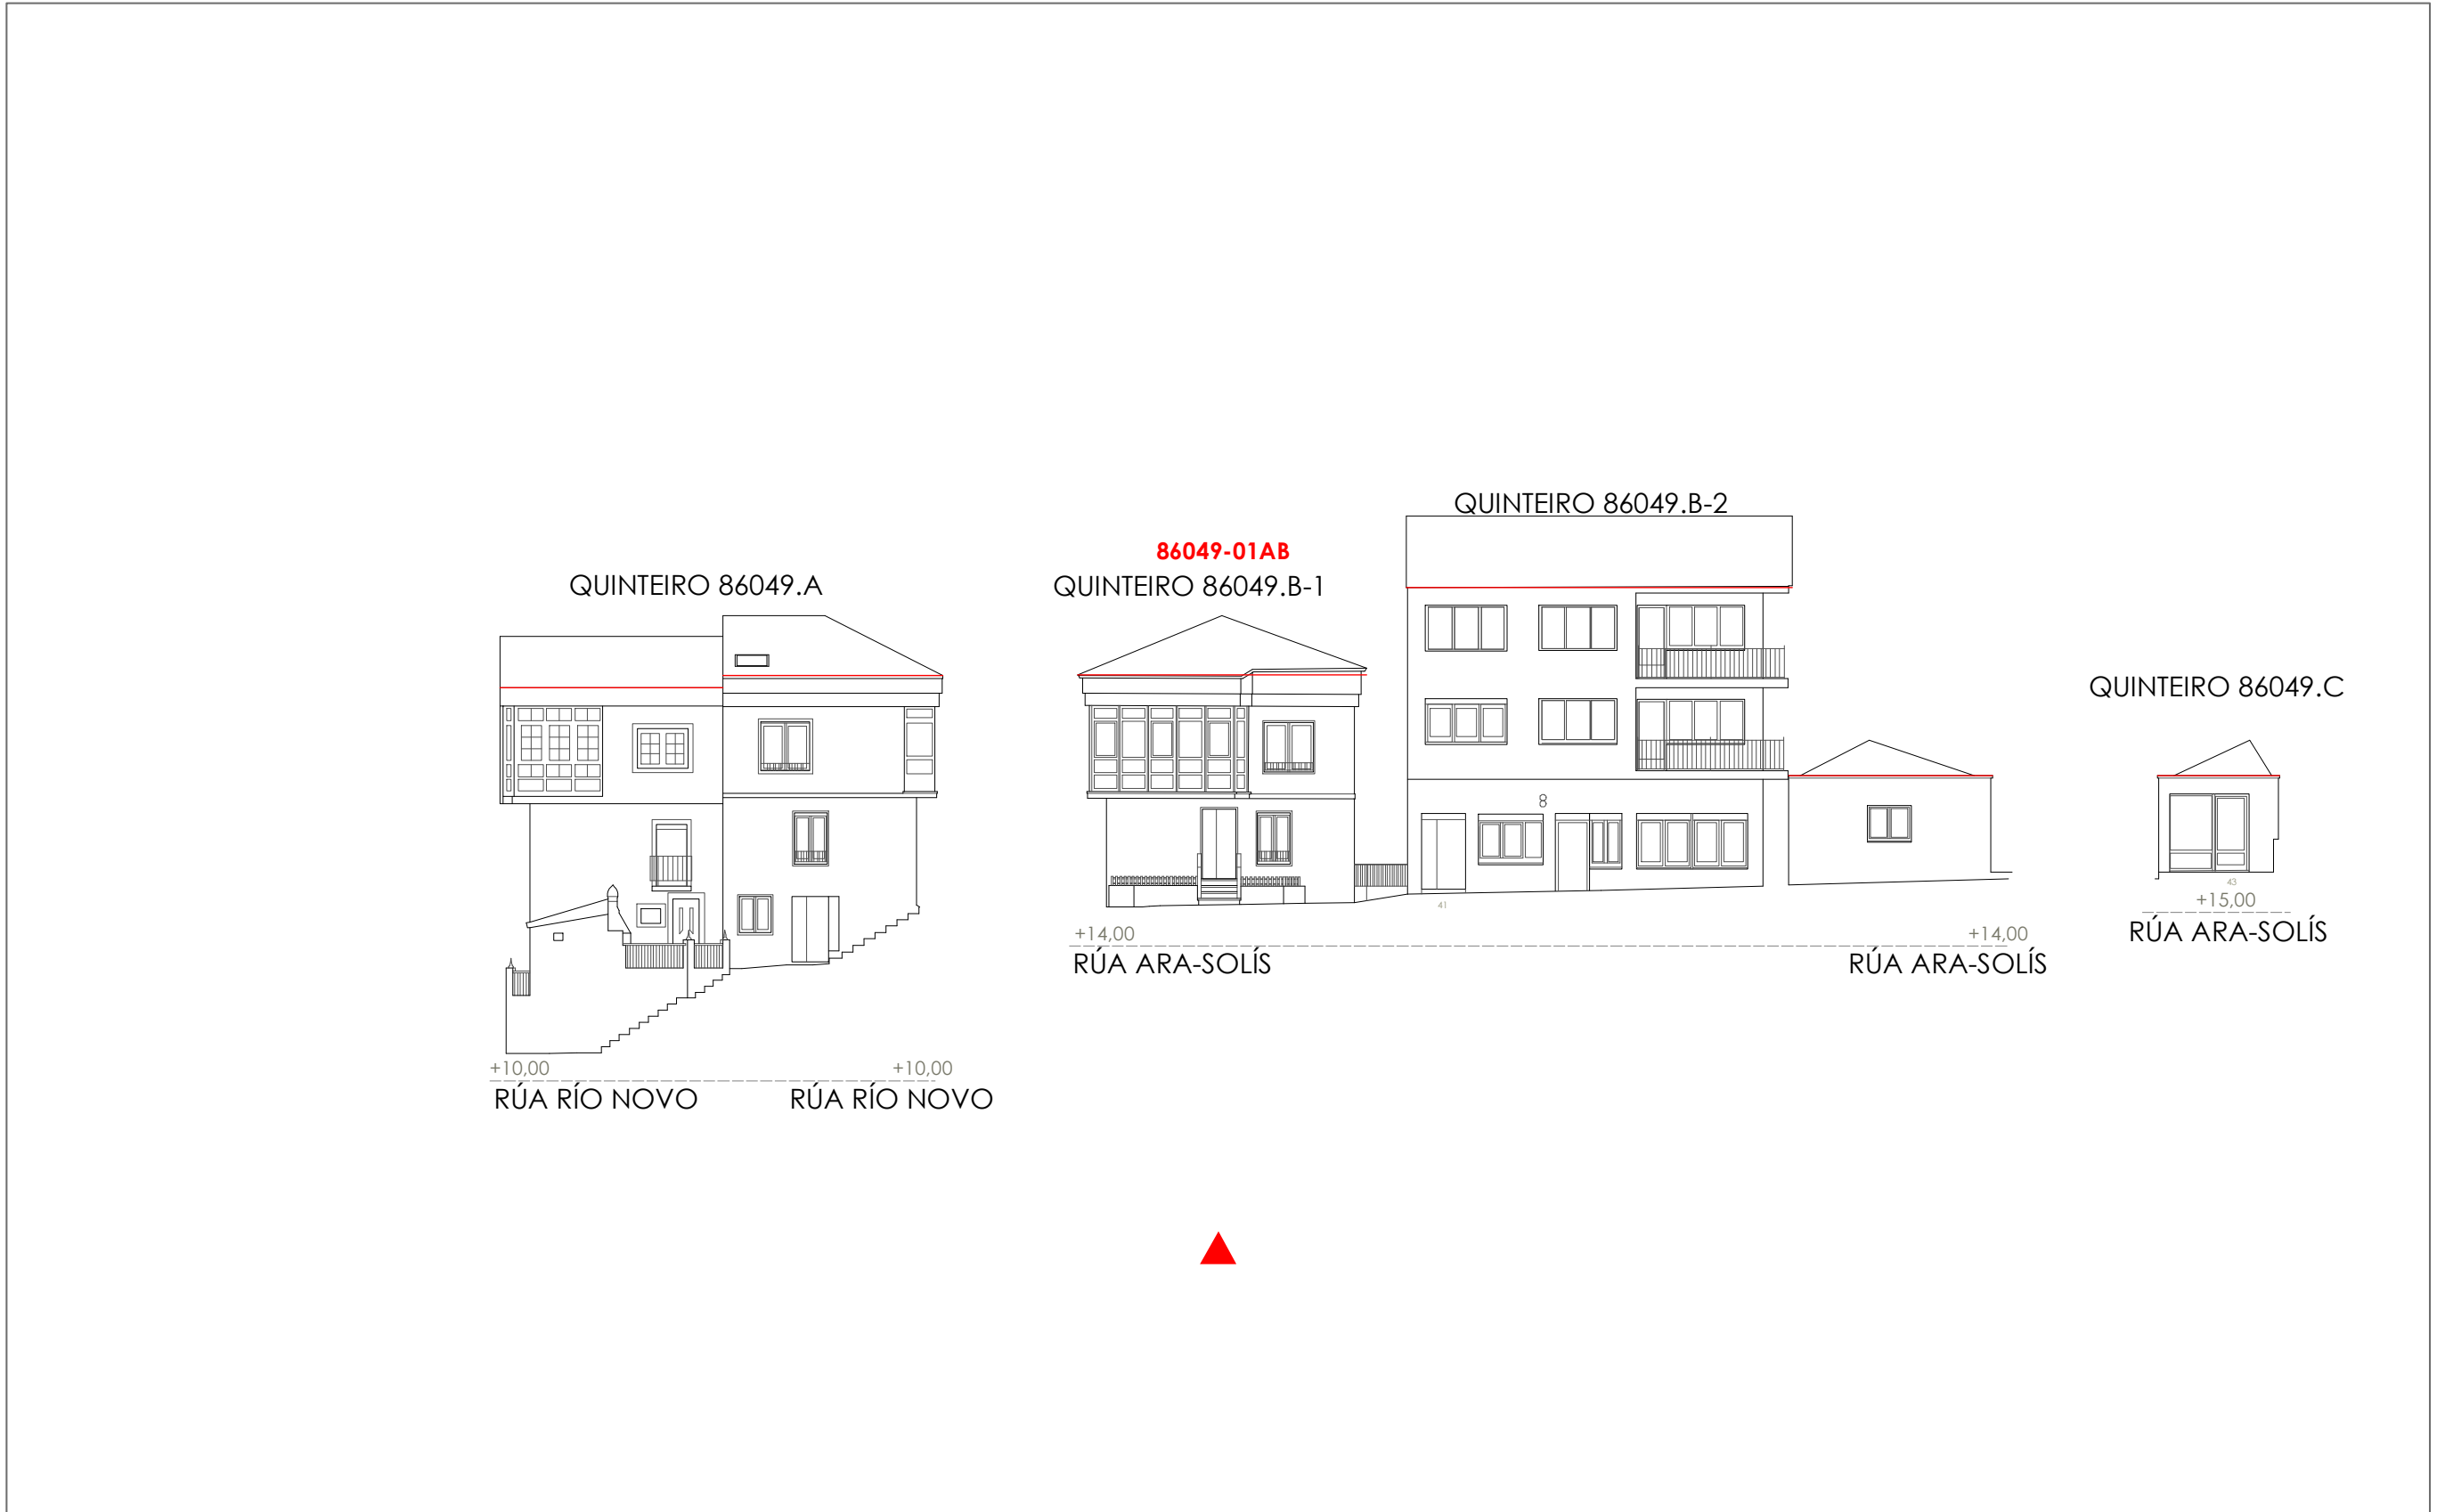 QUINTEIRO 86049.B-2
86049-01AB
QUINTEIRO 86049.A
QUINTEIRO 86049.B-1
QUINTEIRO 86049.C
8
41
43
+15,00
RÚA ARA-SOLÍS
+14,00
+14,00
RÚA ARA-SOLÍS
RÚA ARA-SOLÍS
+10,00
+10,00
RÚA RÍO NOVO
RÚA RÍO NOVO